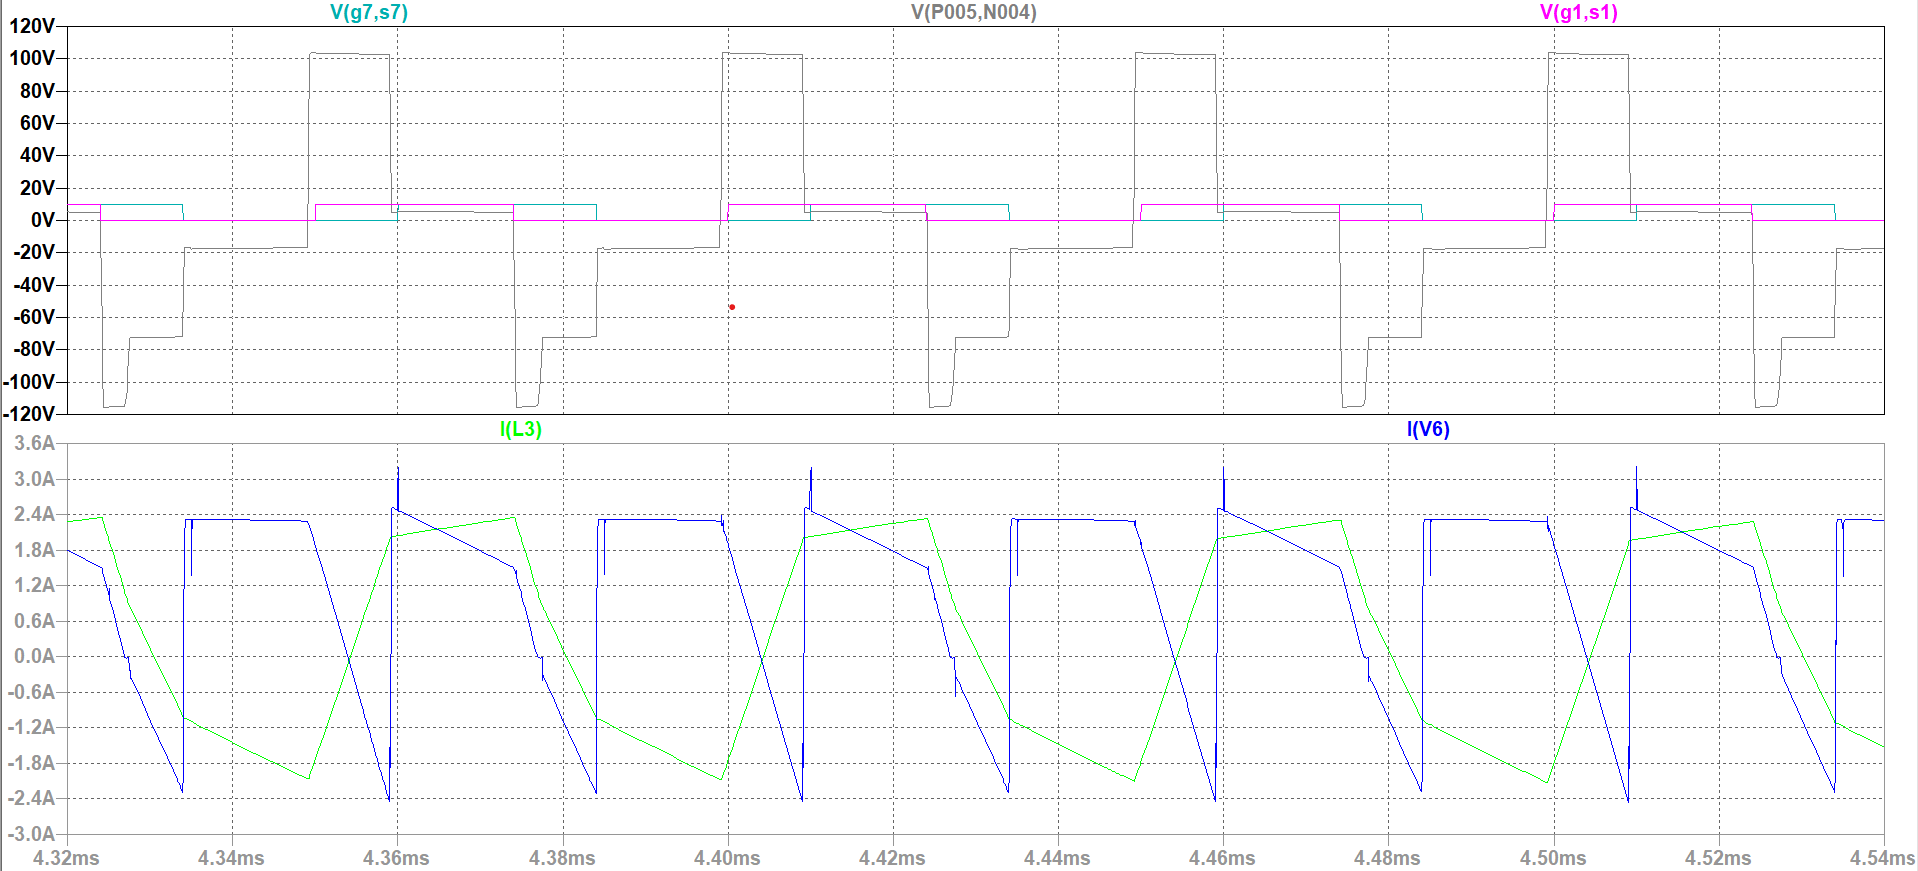 V(g7,s7) V(P005,N004) V(g1,s1)
120V
100V
80V
60V
40V
20V
0V
-20V
-40V
-60V
-80V
-100V
-120V
I(L3) I(V6)
3.6A
3.0A
2.4A
1.8A
1.2A
0.6A
0.0A
-0.6A
-1.2A
-1.8A
-2.4A
-3.0A
4.32ms 4.34ms 4.36ms 4.38ms 4.40ms 4.42ms 4.44ms 4.46ms 4.48ms 4.50ms 4.52ms 4.54ms